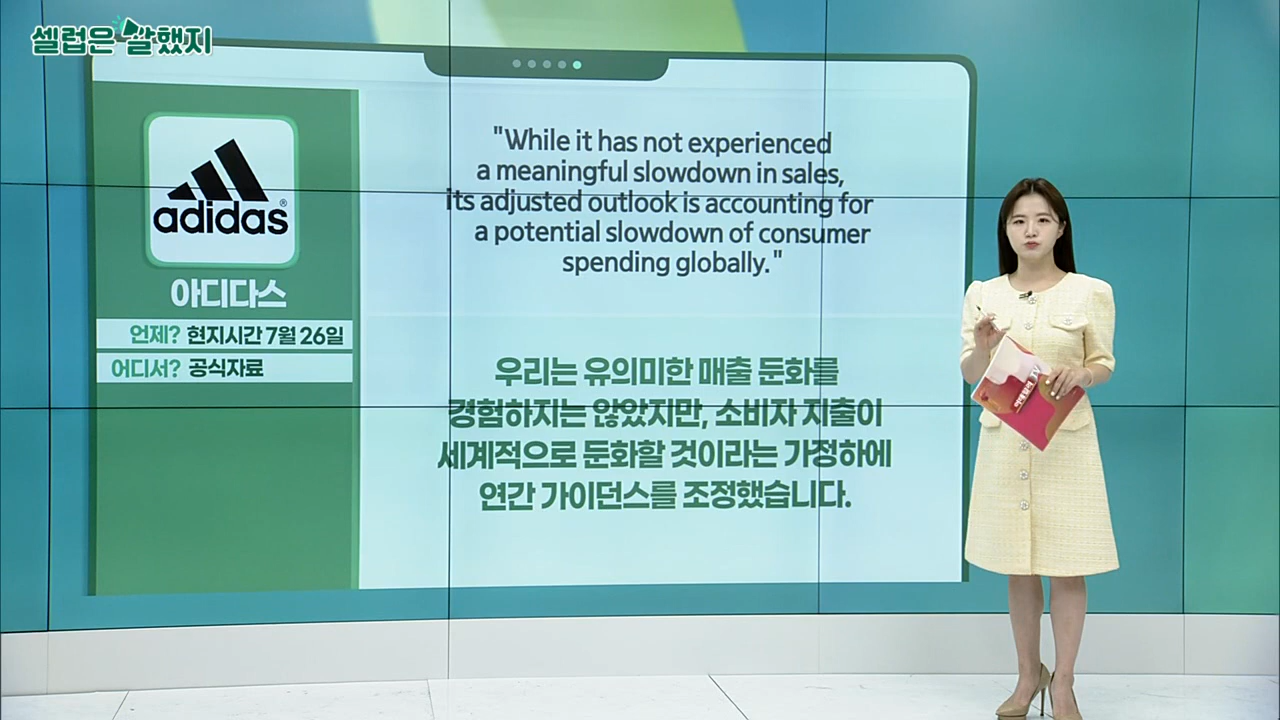 셀럽은 말했지
adidas®
아디다스
언제? 현지시간 7월 26일
어디서? 공식자료
"While it has not experienced
a meaningful slowdown in sales,
its adjusted outlook is accounting for
a potential slowdown of consumer
spending globally."
우리는 유의미한 매출 둔화를
경험하지는 않았지만, 소비자 지출이
세계적으로 둔화할 것이라는 가정하에
연간 가이던스를 조정했습니다.